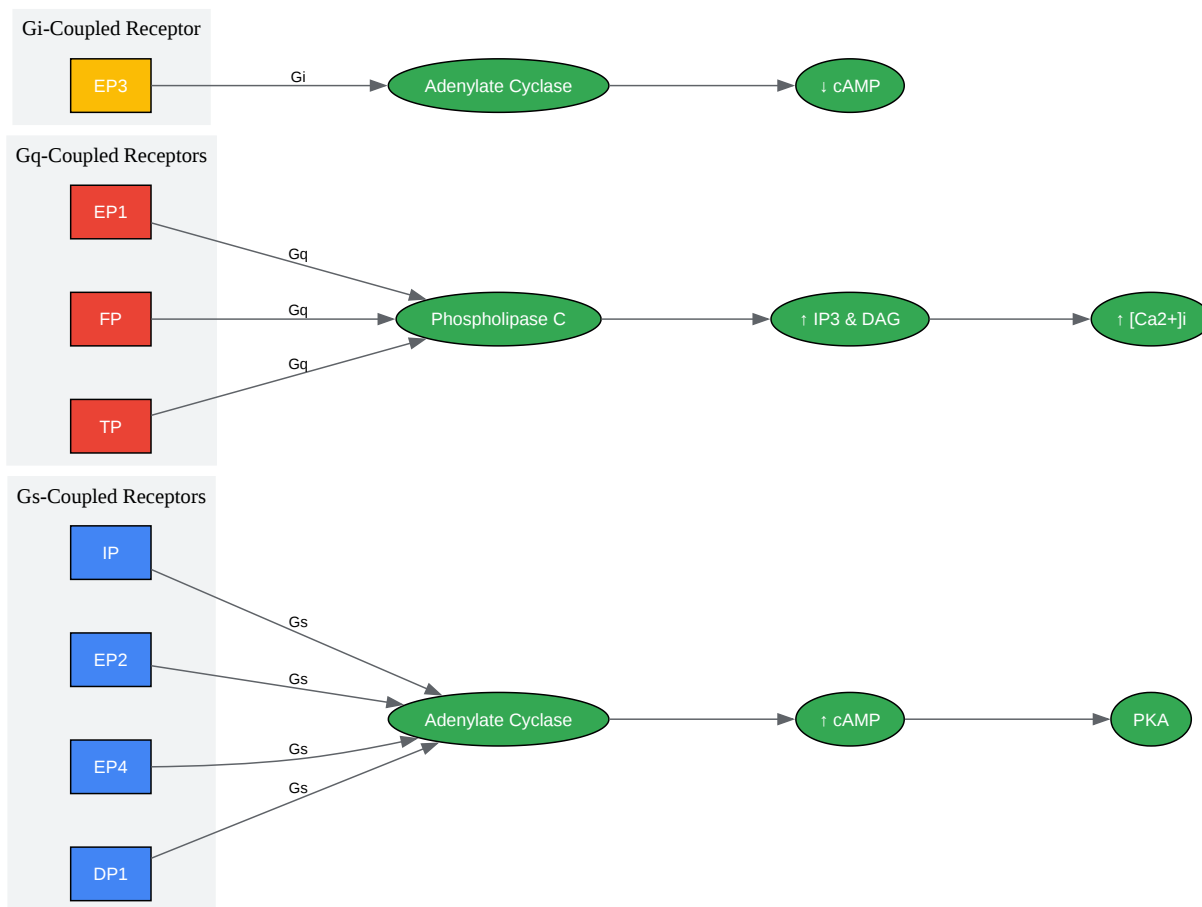 Gi-Coupled Receptor
EP3
Gi
Adenylate Cyclase
↓ cAMP
Gq-Coupled Receptors
EP1
Gq
FP
Gq
Phospholipase C
↑ IP3 & DAG
↑ [Ca2+]i
Gq
TP
Gs-Coupled Receptors
IP
Gs
EP2
Gs
Adenylate Cyclase
↑ cAMP
PKA
EP4
Gs
Gs
DP1